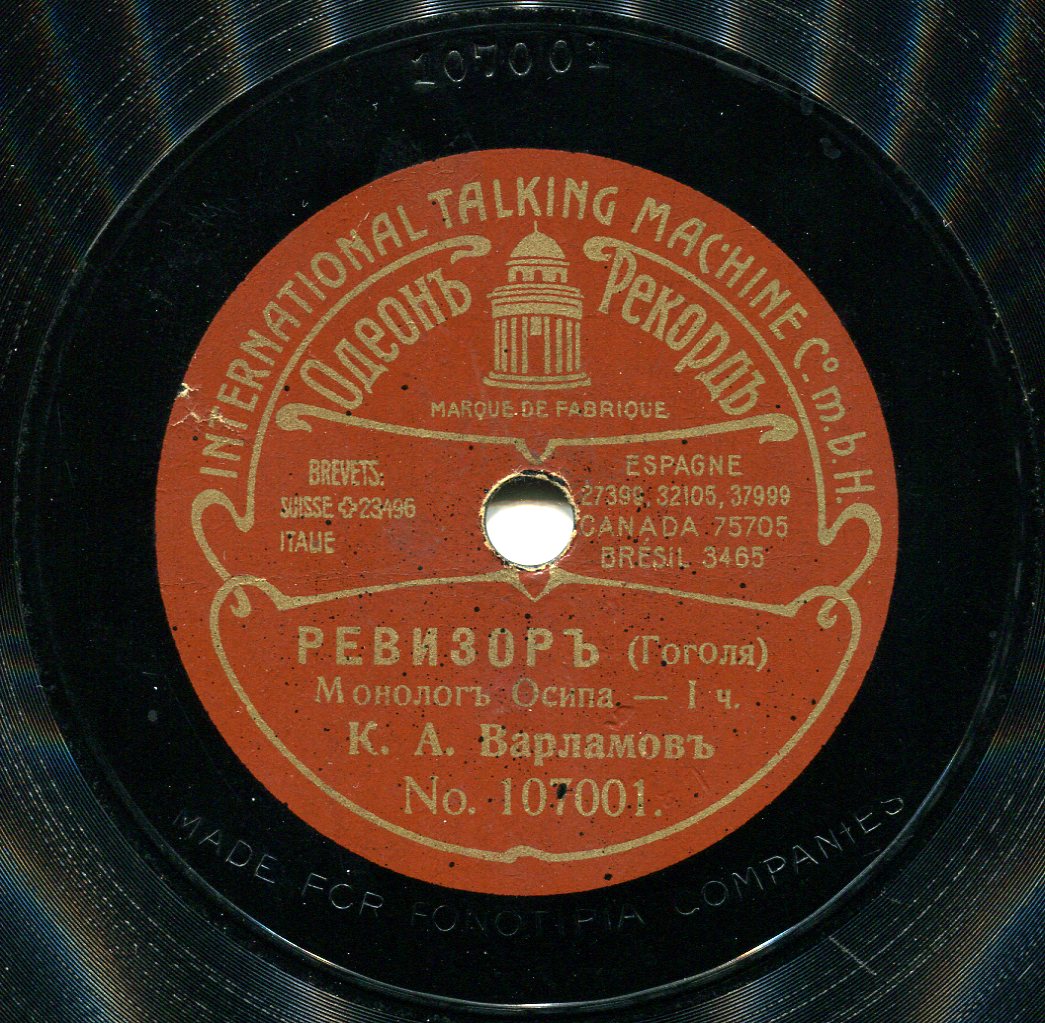 107001
INTERNATIONAL TALKING MACHINE Co. m. b. H.
Одеонъ Рекордъ
MARQUE DE FABRIQUE
BREVETS:
SUISSE 23496
ITALIE
ESPAGNE
27399, 32105, 37999
CANADA 75705
BRÉSIL 3465
РЕВИЗОРЪ (Гоголя)
Монологъ Осипа. — I ч.
К. А. Варламовъ
No. 107001.
MADE FOR FONOTIPIA COMPANIES